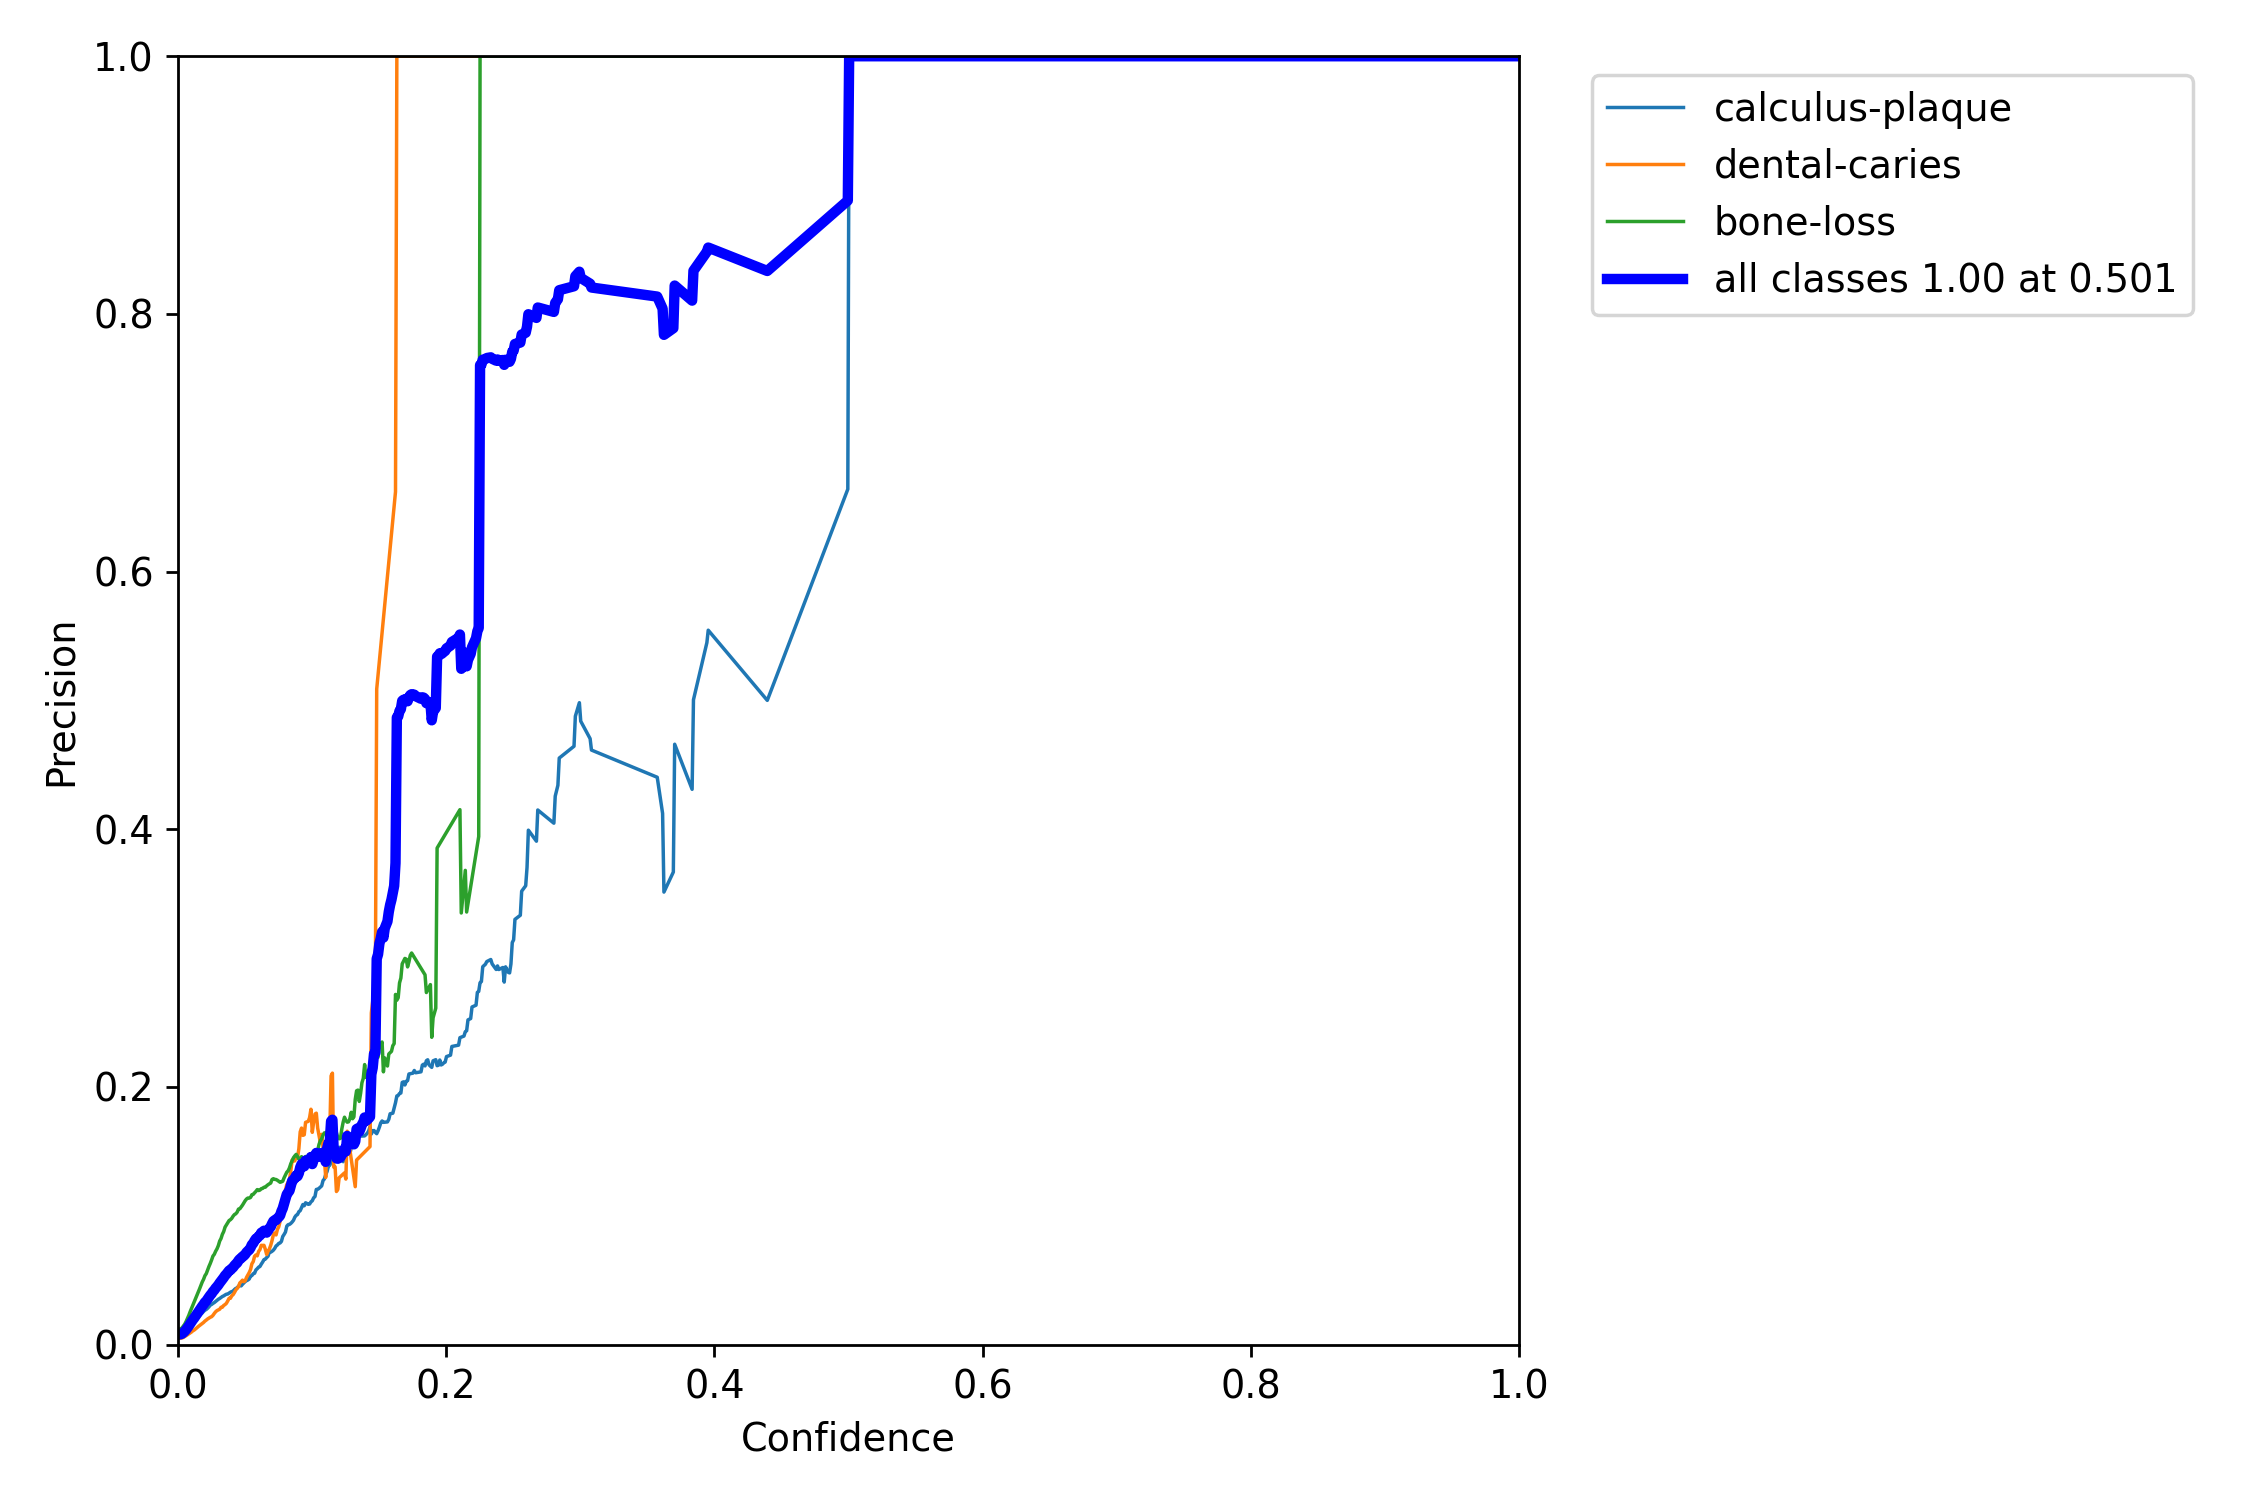 1.0
0.8
0.6
0.4
0.2
0.0
Precision
0.0 0.2 0.4 0.6 0.8 1.0
Confidence
calculus-plaque
dental-caries
bone-loss
all classes 1.00 at 0.501